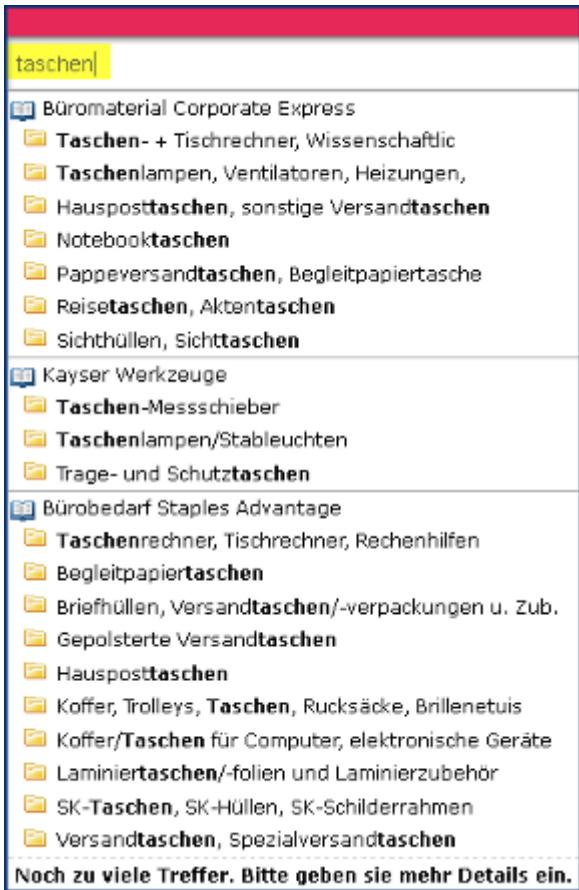 taschen
Büromaterial Corporate Express
Taschen- + Tischrechner, Wissenschaftlic
Taschenlampen, Ventilatoren, Heizungen,
Hausposttaschen, sonstige Versandtaschen
Notebooktaschen
Pappeversandtaschen, Begleitpapiertasche
Reisetaschen, Aktentaschen
Sichthüllen, Sichttaschen
Kayser Werkzeuge
Taschen-Messschieber
Taschenlampen/Stableuchten
Trage- und Schutztaschen
Bürobedarf Staples Advantage
Taschenrechner, Tischrechner, Rechenhilfen
Begleitpapiertaschen
Briefhüllen, Versandtaschen/-verpackungen u. Zub.
Gepolsterte Versandtaschen
Hausposttaschen
Koffer, Trolleys, Taschen, Rucksäcke, Brillenetuis
Koffer/Taschen für Computer, elektronische Geräte
Laminiertaschen/-folien und Laminierzubehör
SK-Taschen, SK-Hüllen, SK-Schilderrahmen
Versandtaschen, Spezialversandtaschen
Noch zu viele Treffer. Bitte geben sie mehr Details ein.